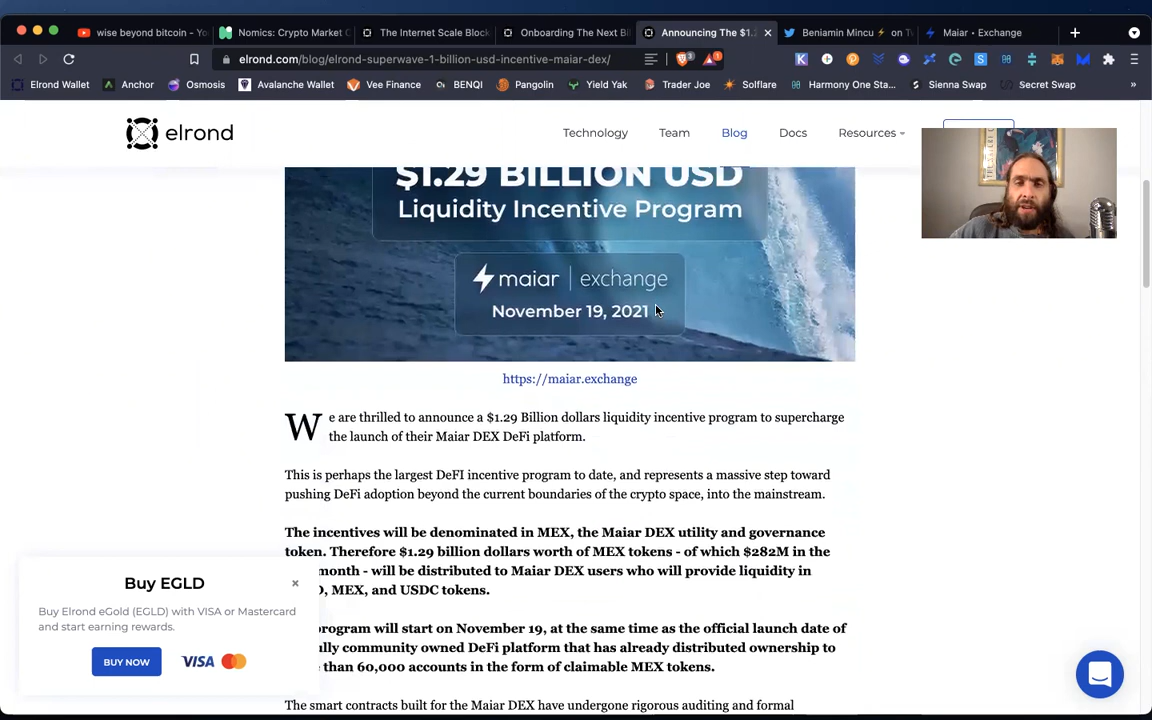 wise beyond bitcoin - Yo
Nomics: Crypto Market C
The Internet Scale Block
Onboarding The Next Bi
Announcing The $1.
Beniamin Mincu ⚡ on Tw
Maiar • Exchange
elrond.com/blog/elrond-superwave-1-billion-usd-incentive-maiar-dex/
Elrond Wallet
Anchor
Osmosis
Avalanche Wallet
Vee Finance
BENQI
Pangolin
Yield Yak
Trader Joe
Solflare
Harmony One Sta...
Sienna Swap
Secret Swap
elrond
Technology
Team
Blog
Docs
Resources
$1.29 BILLION USD
Liquidity Incentive Program
maiar | exchange
November 19, 2021
https://maiar.exchange
We are thrilled to announce a $1.29 Billion dollars liquidity incentive program to supercharge
the launch of their Maiar DEX DeFi platform.
This is perhaps the largest DeFI incentive program to date, and represents a massive step toward
pushing DeFi adoption beyond the current boundaries of the crypto space, into the mainstream.
The incentives will be denominated in MEX, the Maiar DEX utility and governance
token. Therefore $1.29 billion dollars worth of MEX tokens - of which $282M in the
month - will be distributed to Maiar DEX users who will provide liquidity in
, MEX, and USDC tokens.
program will start on November 19, at the same time as the official launch date of
ully community owned DeFi platform that has already distributed ownership to
than 60,000 accounts in the form of claimable MEX tokens.
The smart contracts built for the Maiar DEX have undergone rigorous auditing and formal
Buy EGLD
×
Buy Elrond eGold (EGLD) with VISA or Mastercard
and start earning rewards.
BUY NOW
VISA